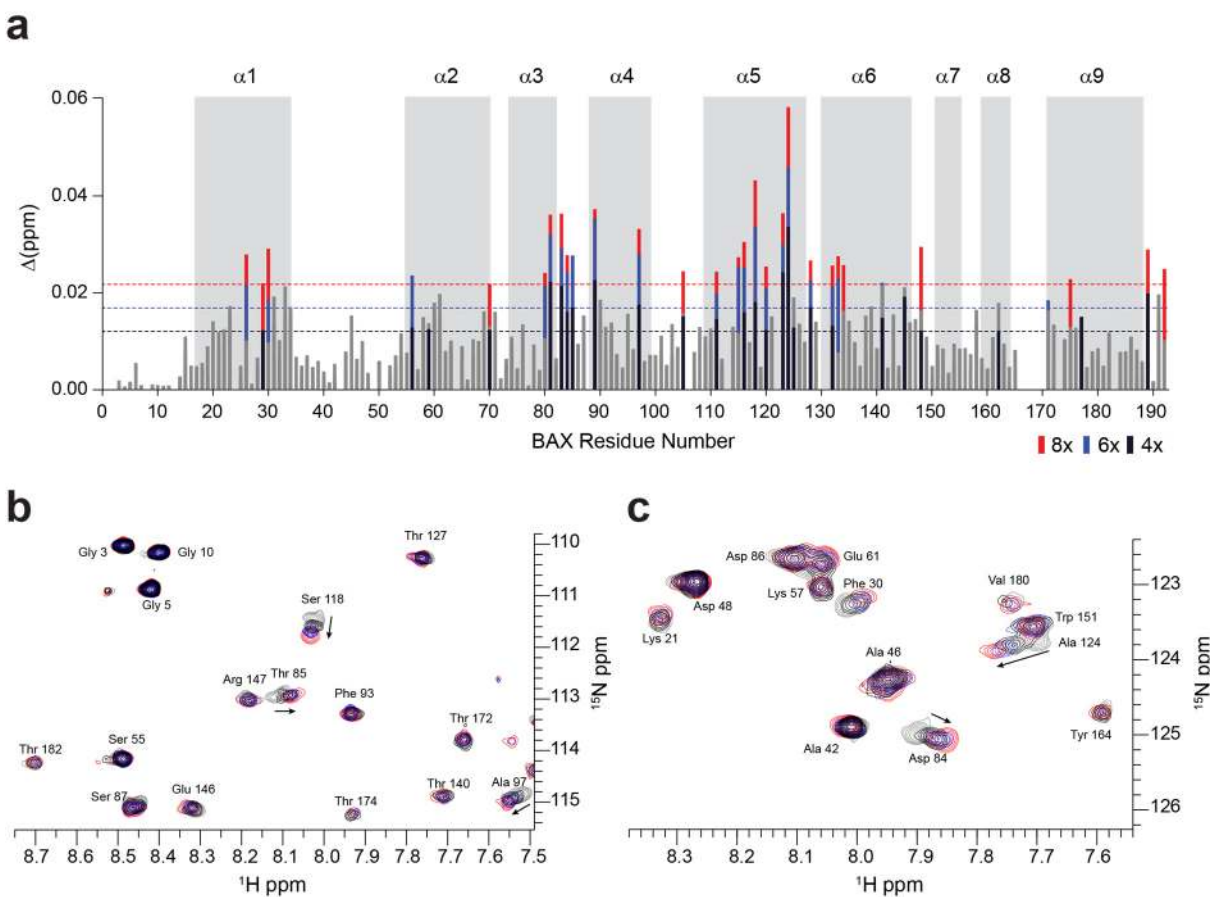 a
α1 α2 α3 α4 α5 α6 α7 α8 α9
0.06
0.04
0.02
0.00
Δ(ppm)
0 10 20 30 40 50 60 70 80 90 100 110 120 130 140 150 160 170 180 190
BAX Residue Number
8x 6x 4x
b
Gly 3
Gly 10
Gly 5
Thr 127
Ser 118
Arg 147
Thr 85
Phe 93
Thr 172
Thr 182
Ser 55
Ser 87
Glu 146
Thr 174
Thr 140
Ala 97
110
111
112
113
114
115
15N ppm
8.7 8.6 8.5 8.4 8.3 8.2 8.1 8.0 7.9 7.8 7.7 7.6 7.5
1H ppm
c
Asp 86
Glu 61
Lys 57
Phe 30
Val 180
Asp 48
Trp 151
Lys 21
Ala 124
Ala 46
Ala 42
Asp 84
Tyr 164
123
124
125
126
15N ppm
8.3 8.2 8.1 8.0 7.9 7.8 7.7 7.6
1H ppm